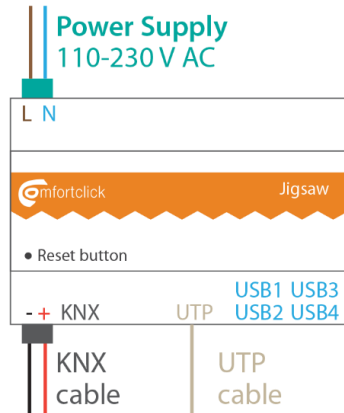 Power Supply
110-230 V AC
L N
comfortclick
Jigsaw
• Reset button
USB1 USB3
- + KNX UTP USB2 USB4
KNX
cable
UTP
cable